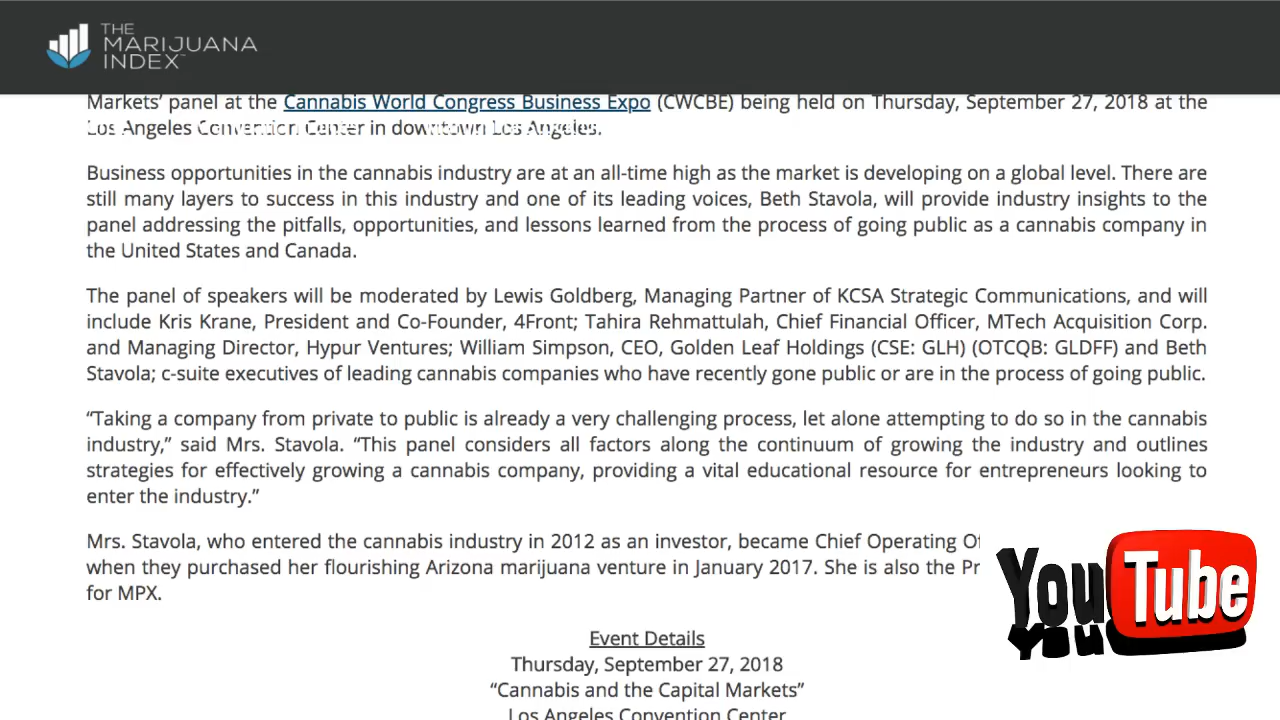 THE
MARIJUANA
INDEX™
Markets’ panel at the Cannabis World Congress Business Expo (CWCBE) being held on Thursday, September 27, 2018 at the
Los Angeles Convention Center in downtown Los Angeles.
Business opportunities in the cannabis industry are at an all-time high as the market is developing on a global level. There are
still many layers to success in this industry and one of its leading voices, Beth Stavola, will provide industry insights to the
panel addressing the pitfalls, opportunities, and lessons learned from the process of going public as a cannabis company in
the United States and Canada.
The panel of speakers will be moderated by Lewis Goldberg, Managing Partner of KCSA Strategic Communications, and will
include Kris Krane, President and Co-Founder, 4Front; Tahira Rehmattulah, Chief Financial Officer, MTech Acquisition Corp.
and Managing Director, Hypur Ventures; William Simpson, CEO, Golden Leaf Holdings (CSE: GLH) (OTCQB: GLDFF) and Beth
Stavola; c-suite executives of leading cannabis companies who have recently gone public or are in the process of going public.
“Taking a company from private to public is already a very challenging process, let alone attempting to do so in the cannabis
industry,” said Mrs. Stavola. “This panel considers all factors along the continuum of growing the industry and outlines
strategies for effectively growing a cannabis company, providing a vital educational resource for entrepreneurs looking to
enter the industry.”
Mrs. Stavola, who entered the cannabis industry in 2012 as an investor, became Chief Operating
when they purchased her flourishing Arizona marijuana venture in January 2017. She is also the
for MPX.
YouTube
Event Details
Thursday, September 27, 2018
“Cannabis and the Capital Markets”
Los Angeles Convention Center